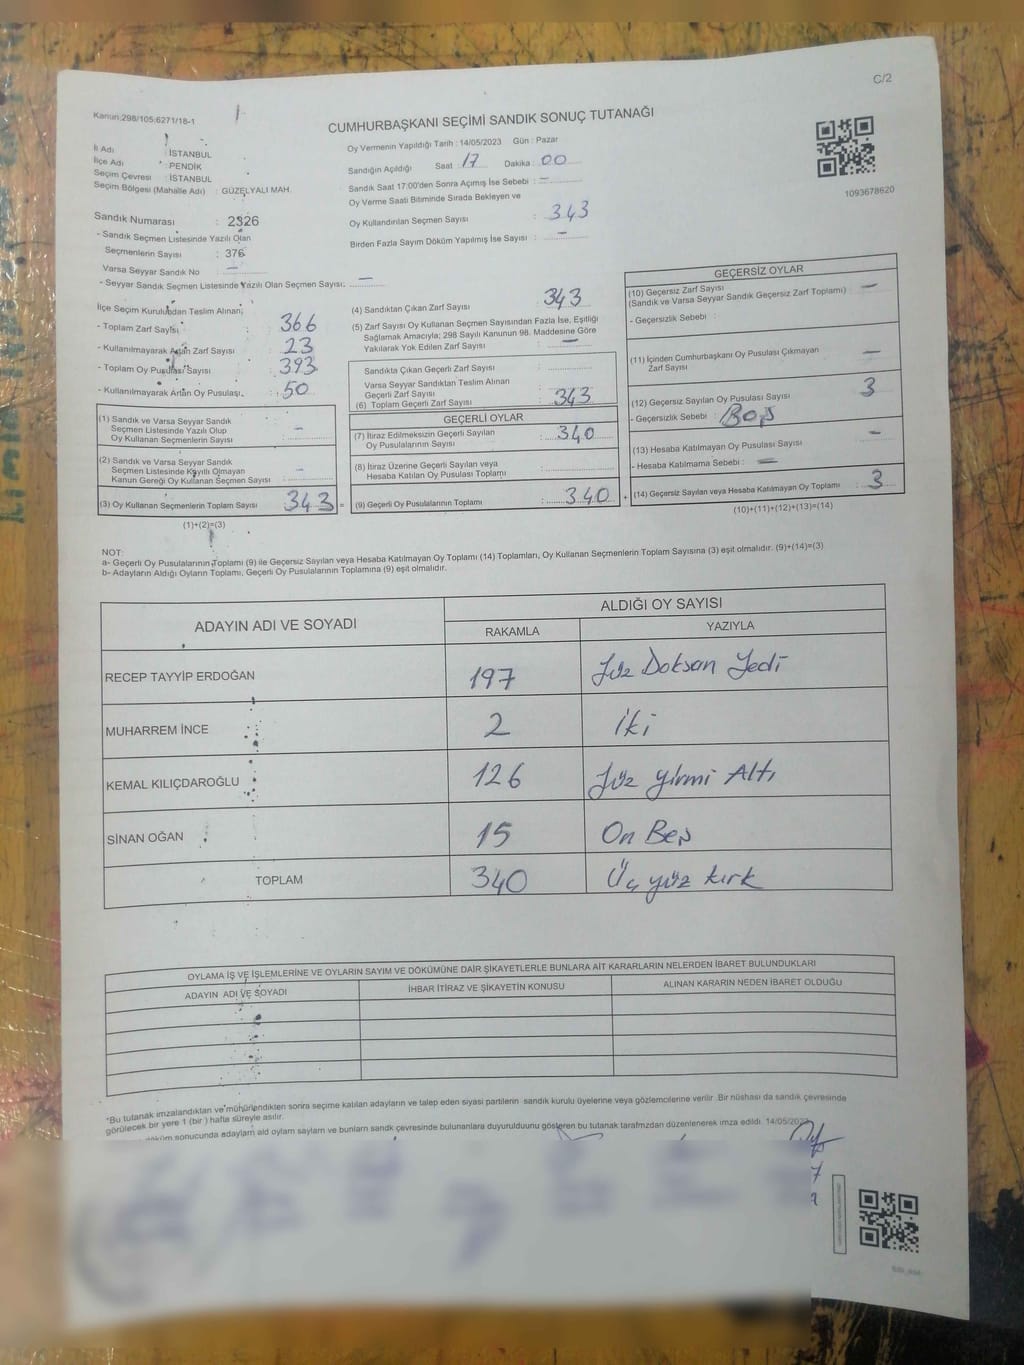 C/2
Kanun:298/105;6271/18-1
CUMHURBAŞKANI SEÇİMİ SANDIK SONUÇ TUTANAĞI
İl Adı : İSTANBUL
İlçe Adı : PENDİK
Seçim Çevresi : İSTANBUL
Seçim Bölgesi (Mahalle Adı) : GÜZELYALI MAH.
Oy Vermenin Yapıldığı Tarih : 14/05/2023 Gün : Pazar
Sandığın Açıldığı Saat : 17 Dakika : 00
Sandık Saat 17:00'den Sonra Açımış İse Sebebi : —
Oy Verme Saati Bitiminde Sırada Bekleyen ve
Oy Kullandırılan Seçmen Sayısı : 343
Birden Fazla Sayım Döküm Yapılmış İse Sayısı : —
1093678620
Sandık Numarası : 2326
- Sandık Seçmen Listesinde Yazılı Olan
Seçmenlerin Sayısı : 376
Varsa Seyyar Sandık No : —
- Seyyar Sandık Seçmen Listesinde Yazılı Olan Seçmen Sayısı: —
İlçe Seçim Kurulundan Teslim Alınan;
- Toplam Zarf Sayısı : 366
- Kullanılmayarak Artan Zarf Sayısı : 23
- Toplam Oy Pusulası Sayısı : 393
- Kullanılmayarak Artan Oy Pusulası : 50
(1) Sandık ve Varsa Seyyar Sandık
Seçmen Listesinde Yazılı Olup
Oy Kullanan Seçmenlerin Sayısı : —
(2) Sandık ve Varsa Seyyar Sandık
Seçmen Listesinde Kayıtlı Olmayan
Kanun Gereği Oy Kullanan Seçmen Sayısı : —
(3) Oy Kullanan Seçmenlerin Toplam Sayısı : 343 =
(1)+(2)=(3)
(4) Sandıktan Çıkan Zarf Sayısı : 343
(5) Zarf Sayısı Oy Kullanan Seçmen Sayısından Fazla İse, Eşitliği
Sağlamak Amacıyla; 298 Sayılı Kanunun 98. Maddesine Göre
Yakılarak Yok Edilen Zarf Sayısı : —
Sandıkta Çıkan Geçerli Zarf Sayısı :
Varsa Seyyar Sandıktan Teslim Alınan
Geçerli Zarf Sayısı :
(6) Toplam Geçerli Zarf Sayısı : 343
GEÇERLİ OYLAR
(7) İtiraz Edilmeksizin Geçerli Sayılan
Oy Pusulalarının Sayısı : 340
(8) İtiraz Üzerine Geçerli Sayılan veya
Hesaba Katılan Oy Pusulası Toplamı :
(9) Geçerli Oy Pusulalarının Toplamı : 340 +
GEÇERSİZ OYLAR
(10) Geçersiz Zarf Sayısı
(Sandık ve Varsa Seyyar Sandık Geçersiz Zarf Toplamı) —
- Geçersizlik Sebebi :
(11) İçinden Cumhurbaşkanı Oy Pusulası Çıkmayan
Zarf Sayısı —
(12) Geçersiz Sayılan Oy Pusulası Sayısı 3
- Geçersizlik Sebebi : Boş
(13) Hesaba Katılmayan Oy Pusulası Sayısı —
- Hesaba Katılmama Sebebi : —
(14) Geçersiz Sayılan veya Hesaba Katılmayan Oy Toplamı : 3
(10)+(11)+(12)+(13)=(14)
NOT:
a- Geçerli Oy Pusulalarının Toplamı (9) ile Geçersiz Sayılan veya Hesaba Katılmayan Oy Toplamı (14) Toplamları, Oy Kullanan Seçmenlerin Toplam Sayısına (3) eşit olmalıdır. (9)+(14)=(3)
b- Adayların Aldığı Oyların Toplamı, Geçerli Oy Pusulalarının Toplamına (9) eşit olmalıdır.
ADAYIN ADI VE SOYADI ALDIĞI OY SAYISI
RAKAMLA YAZIYLA
RECEP TAYYİP ERDOĞAN 197 Yüz Doksan Yedi
MUHARREM İNCE 2 İki
KEMAL KILIÇDAROĞLU 126 Yüz Yirmi Altı
SİNAN OĞAN 15 On Beş
TOPLAM 340 Üç yüz kırk
OYLAMA İŞ VE İŞLEMLERİNE VE OYLARIN SAYIM VE DÖKÜMÜNE DAİR ŞİKAYETLERLE BUNLARA AİT KARARLARIN NELERDEN İBARET BULUNDUKLARI
ADAYIN ADI VE SOYADI İHBAR İTİRAZ VE ŞİKAYETİN KONUSU ALINAN KARARIN NEDEN İBARET OLDUĞU
*Bu tutanak imzalandıktan ve mühürlendikten sonra seçime katılan adayların ve talep eden siyasi partilerin sandık kurulu üyelerine veya gözlemcilerine verilir .Bir nüshası da sandık çevresinde
görülecek bir yere 1 (bir ) hafta süreyle asılır.
döküm sonucunda adayların ald oyların sayların ve bunların sandk çevresinde bulunanlara duyurulduunu gösteren bu tutanak tarafmzdan düzenlenerek imza edildi. 14/05/2023